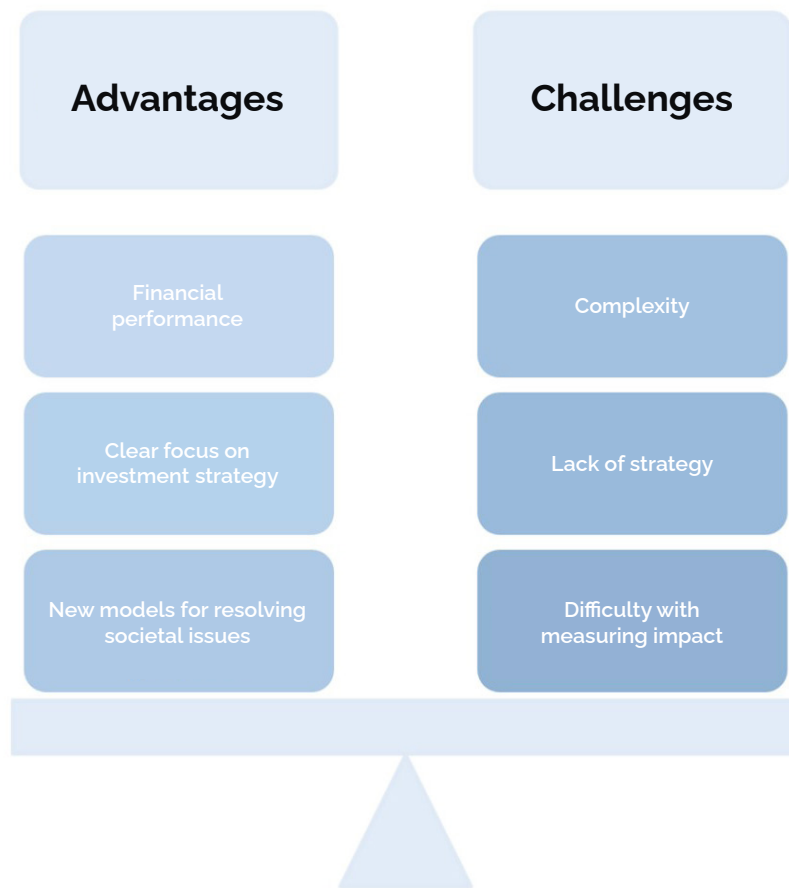 Advantages
Challenges
Financial
performance
Complexity
Clear focus on
investment strategy
Lack of strategy
New models for resolving
societal issues
Difficulty with
measuring impact